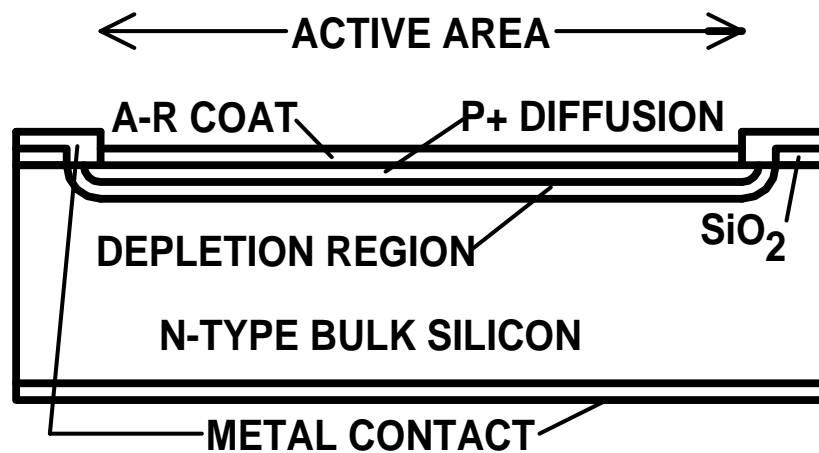 ACTIVE AREA
A-R COAT
P+ DIFFUSION
DEPLETION REGION
SiO2
N-TYPE BULK SILICON
METAL CONTACT